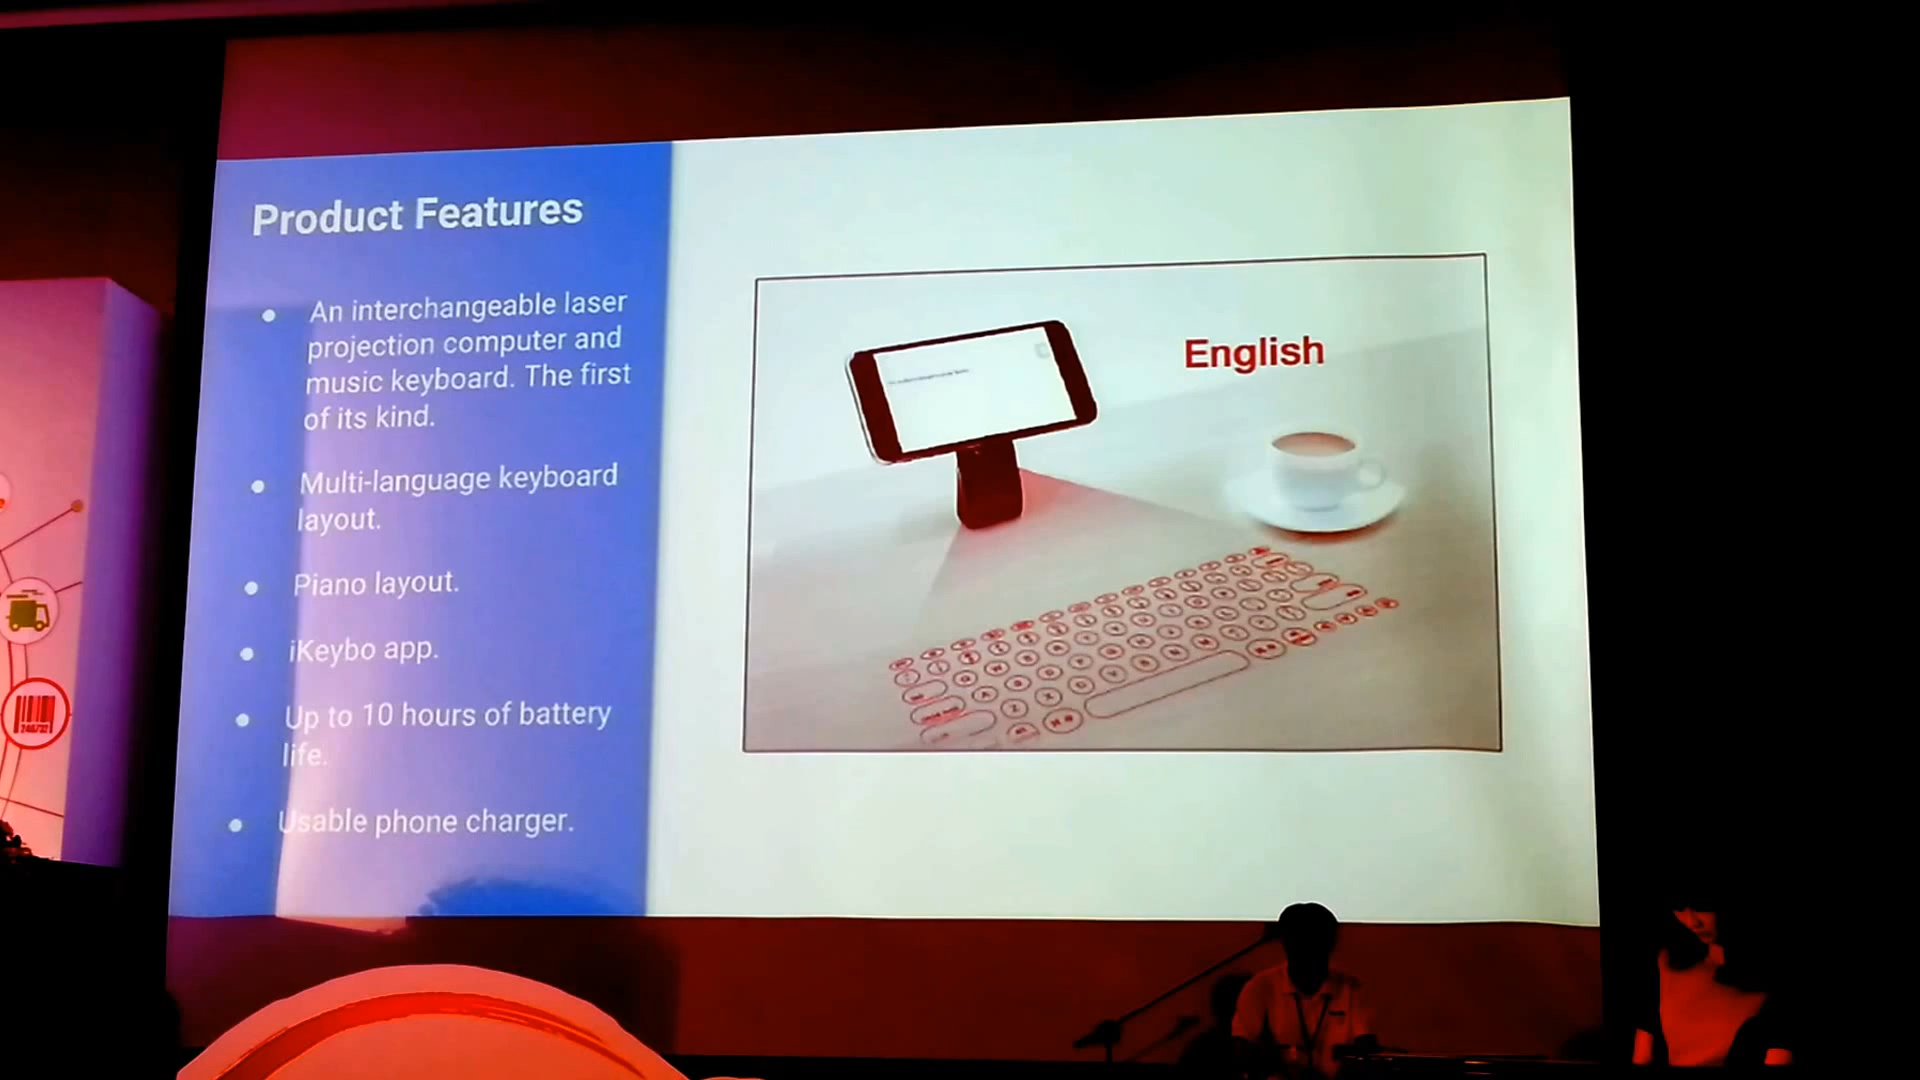 Product Features
An interchangeable laser
projection computer and
music keyboard. The first
of its kind.
Multi-language keyboard
layout.
Piano layout.
iKeybo app.
Up to 10 hours of battery
life.
Usable phone charger.
English